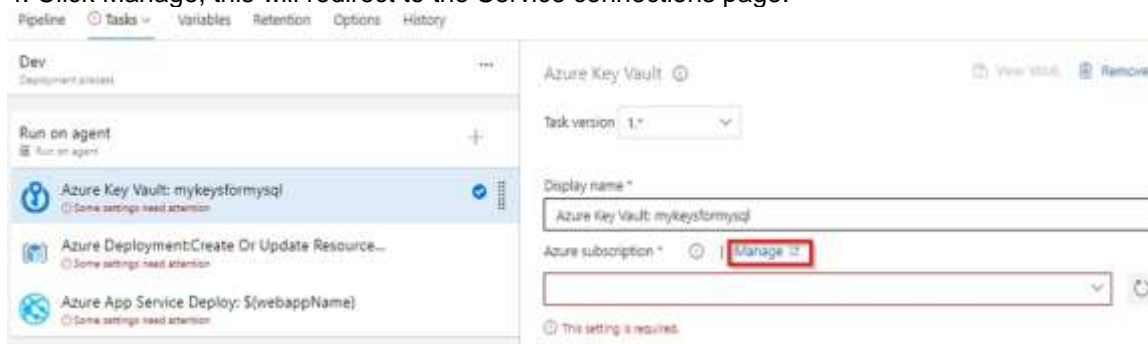 4. Click Manage, this will redirect to the Service connections page.
Pipeline Tasks Variables Retention Options History
Dev
Deployment process
...
Run on agent
Run on agent
Azure Key Vault: mykeysformysql
Some settings need attention
Azure Deployment:Create Or Update Resource...
Some settings need attention
Azure App Service Deploy: $(webappName)
Some settings need attention
Azure Key Vault
View YAML Remove
Task version 1.*
Display name *
Azure Key Vault: mykeysformysql
Azure subscription * | Manage
This setting is required.